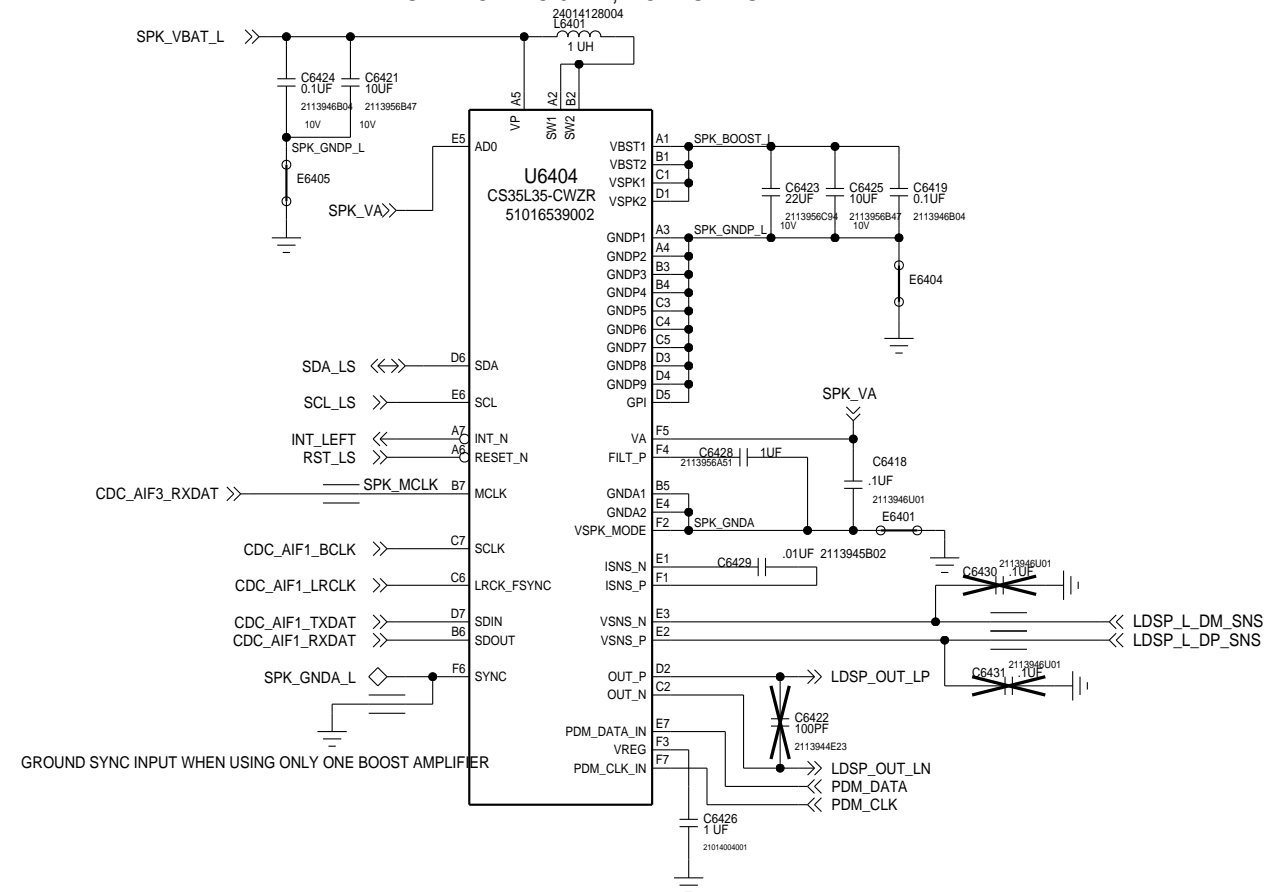 24014128004
SPK_VBAT_L
L6401
1 UH
C6424
0.1UF
2113946B04
10V
C6421
10UF
2113956B47
10V
SPK_GNDP_L
E6405
A5
VP
A2
SW1
B2
SW2
E5
AD0
SPK_VA
U6404
CS35L35-CWZR
51016539002
VBST1
A1
SPK_BOOST_L
VBST2
B1
VSPK1
C1
VSPK2
D1
C6423
22UF
2113956C94
10V
C6425
10UF
2113956B47
10V
C6419
0.1UF
2113946B04
GNDP1
A3
SPK_GNDP_L
GNDP2
A4
GNDP3
B3
GNDP4
B4
GNDP5
C3
GNDP6
C4
GNDP7
C5
GNDP8
D3
GNDP9
D4
GPI
D5
E6404
SDA_LS
D6
SDA
SCL_LS
E6
SCL
INT_LEFT
A7
INT_N
RST_LS
A6
RESET_N
CDC_AIF3_RXDAT
SPK_MCLK
B7
MCLK
SPK_VA
VA
F5
FILT_P
F4
C6428
1UF
2113956A51
C6418
.1UF
2113946U01
GNDA1
B5
GNDA2
E4
VSPK_MODE
F2
SPK_GNDA
E6401
CDC_AIF1_BCLK
C7
SCLK
CDC_AIF1_LRCLK
C6
LRCK_FSYNC
CDC_AIF1_TXDAT
D7
SDIN
CDC_AIF1_RXDAT
B6
SDOUT
SPK_GNDA_L
F6
SYNC
ISNS_N
E1
ISNS_P
F1
C6429
.01UF 2113945B02
C6430
.1UF
2113946U01
VSNS_N
E3
LDSP_L_DM_SNS
VSNS_P
E2
LDSP_L_DP_SNS
C6431
.1UF
2113946U01
OUT_P
D2
LDSP_OUT_LP
OUT_N
C2
C6422
100PF
2113944E23
PDM_DATA_IN
E7
VREG
F3
PDM_CLK_IN
F7
LDSP_OUT_LN
PDM_DATA
PDM_CLK
GROUND SYNC INPUT WHEN USING ONLY ONE BOOST AMPLIFIER
C6426
1 UF
21014004001